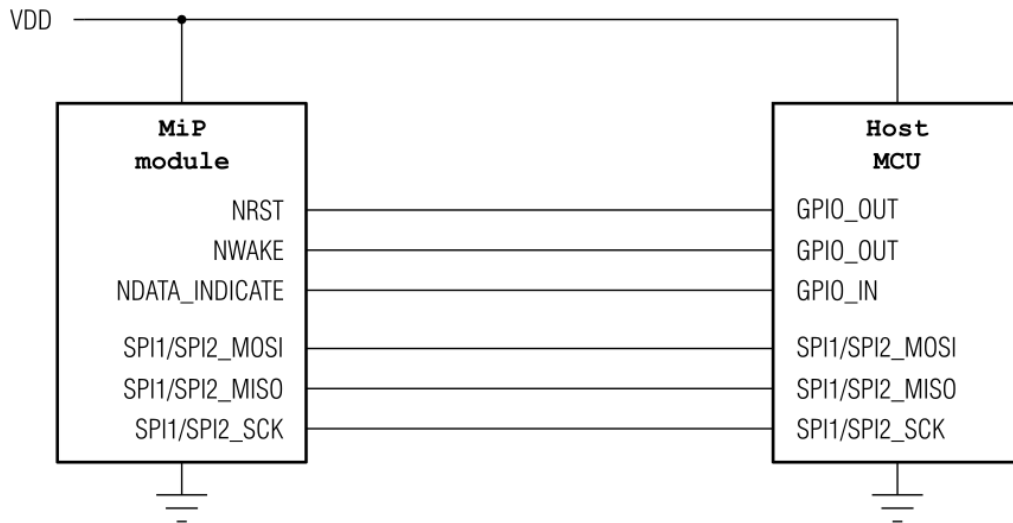 VDD
MiP
module
NRST
NWAKE
NDATA_INDICATE
SPI1/SPI2_MOSI
SPI1/SPI2_MISO
SPI1/SPI2_SCK
Host
MCU
GPIO_OUT
GPIO_OUT
GPIO_IN
SPI1/SPI2_MOSI
SPI1/SPI2_MISO
SPI1/SPI2_SCK